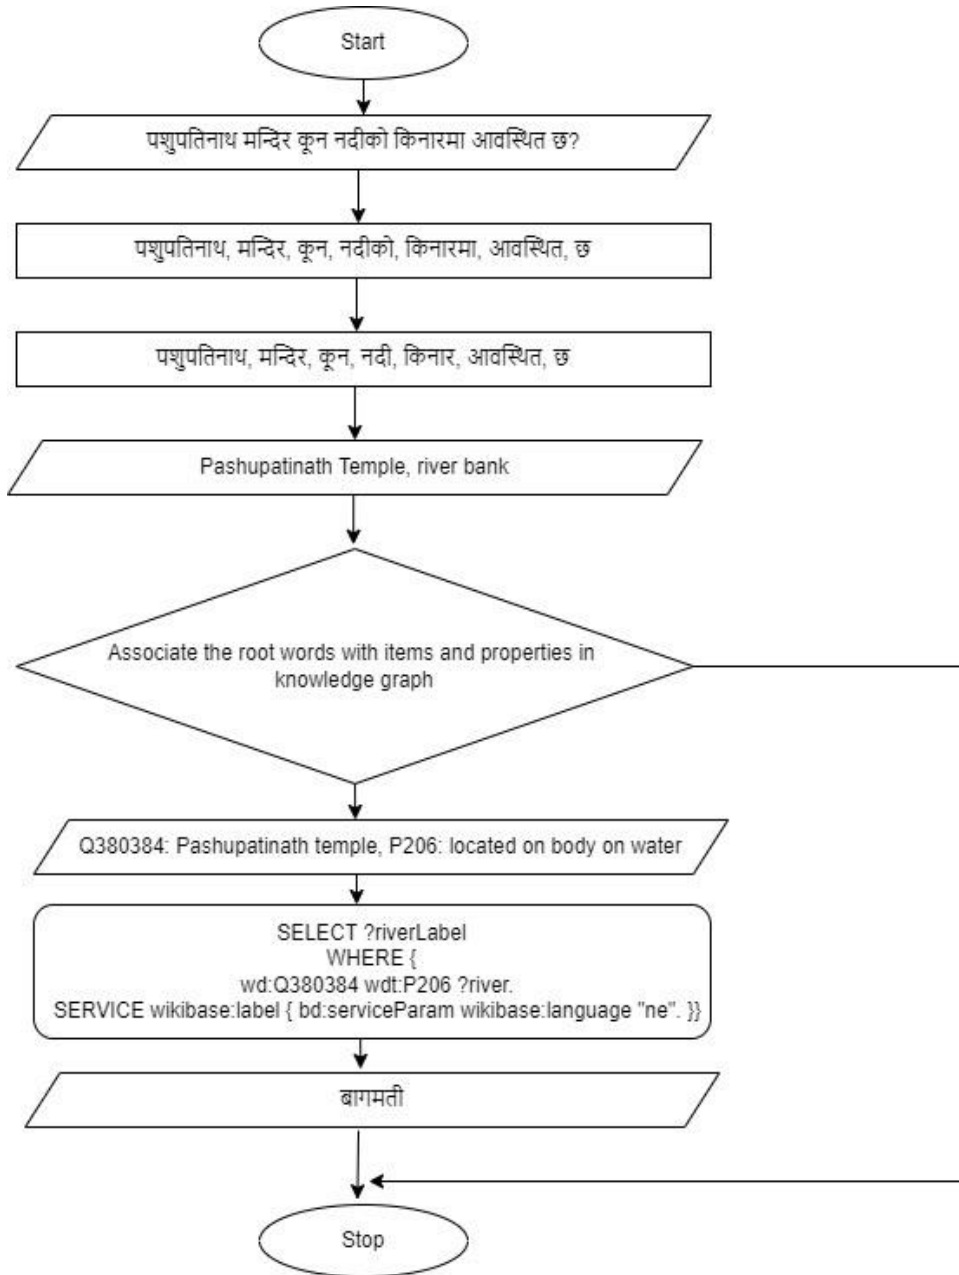 Start
पशुपतिनाथ मन्दिर कून नदीको किनारमा आवस्थित छ?
पशुपतिनाथ, मन्दिर, कून, नदीको, किनारमा, आवस्थित, छ
पशुपतिनाथ, मन्दिर, कून, नदी, किनार, आवस्थित, छ
Pashupatinath Temple, river bank
Associate the root words with items and properties in
knowledge graph
Q380384: Pashupatinath temple, P206: located on body on water
SELECT ?riverLabel
WHERE {
wd:Q380384 wdt:P206 ?river.
SERVICE wikibase:label { bd:serviceParam wikibase:language "ne". }}
बागमती
Stop